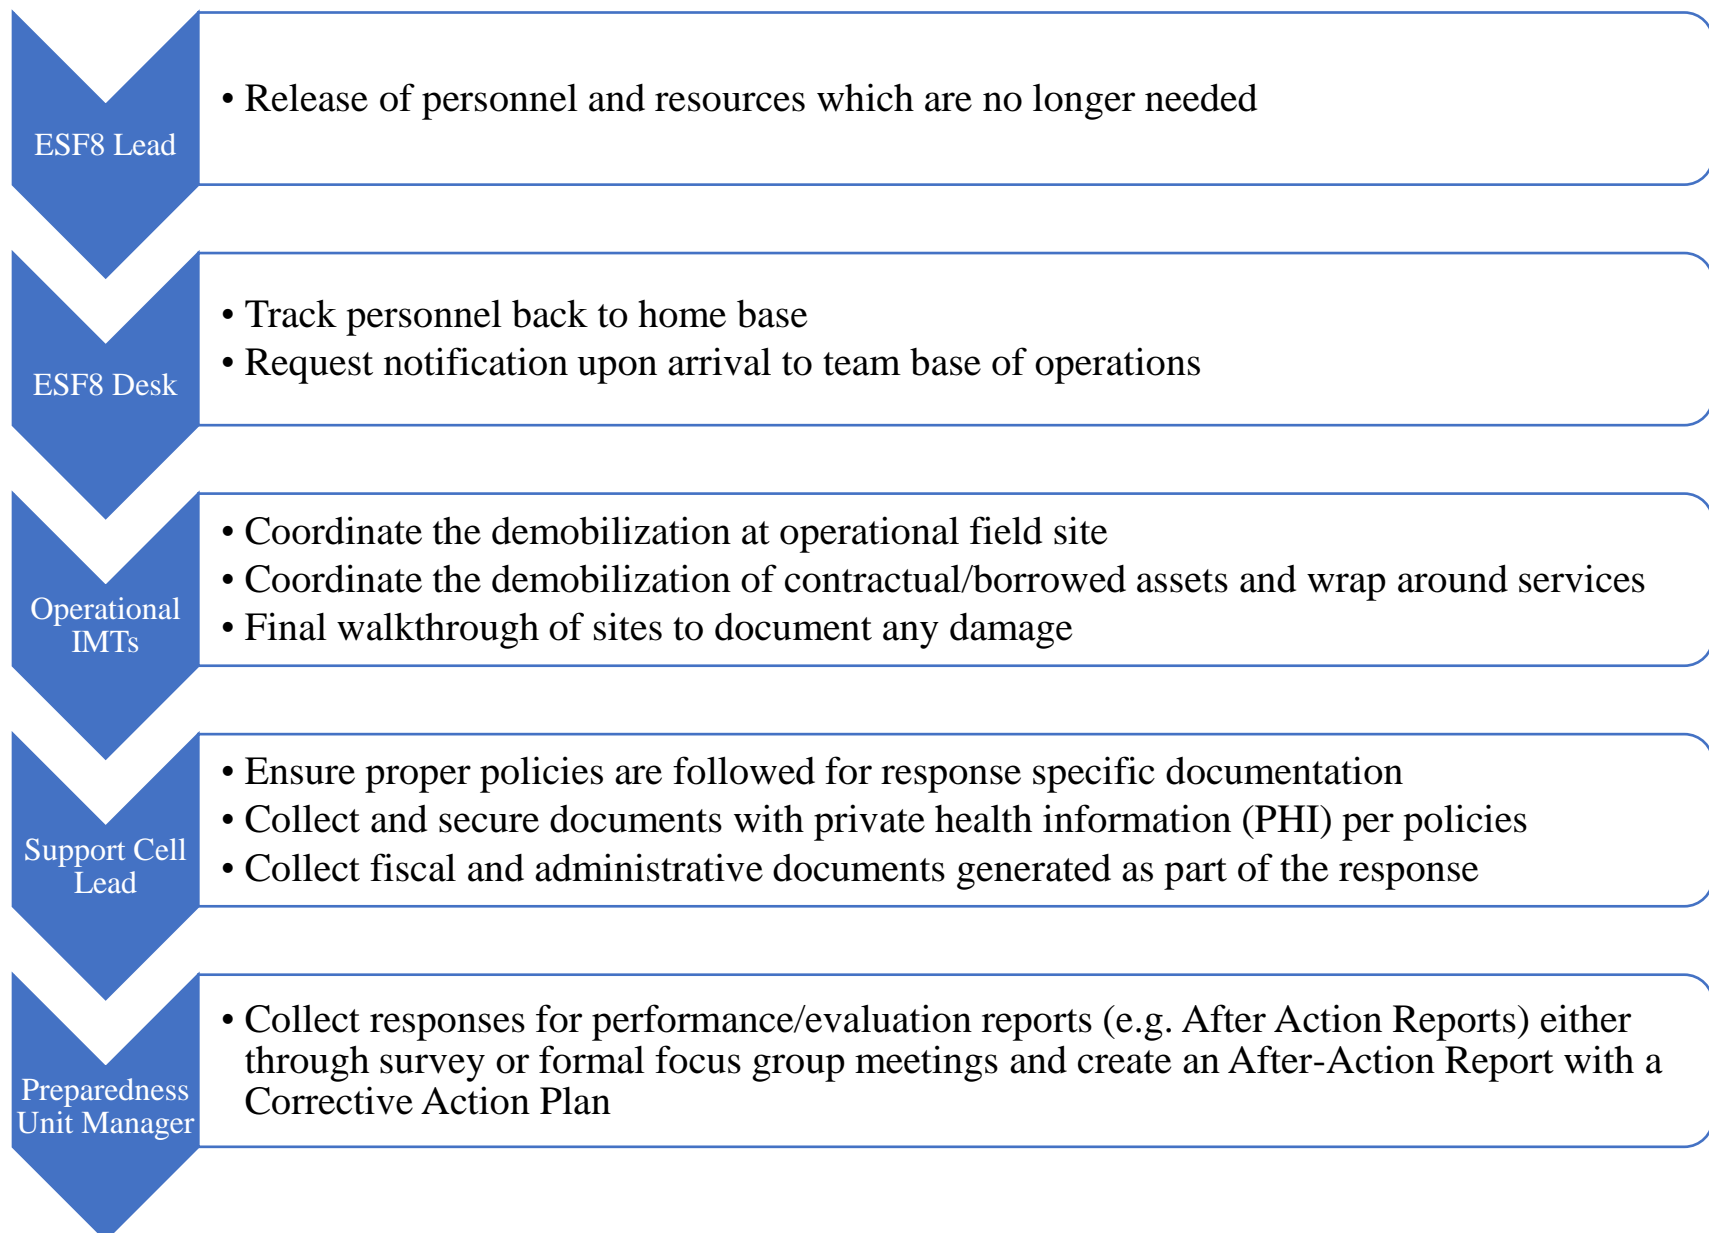 ESF8 Lead
• Release of personnel and resources which are no longer needed
ESF8 Desk
• Track personnel back to home base
• Request notification upon arrival to team base of operations
Operational
IMTs
• Coordinate the demobilization at operational field site
• Coordinate the demobilization of contractual/borrowed assets and wrap around services
• Final walkthrough of sites to document any damage
Support Cell
Lead
• Ensure proper policies are followed for response specific documentation
• Collect and secure documents with private health information (PHI) per policies
• Collect fiscal and administrative documents generated as part of the response
Preparedness
Unit Manager
• Collect responses for performance/evaluation reports (e.g. After Action Reports) either
through survey or formal focus group meetings and create an After-Action Report with a
Corrective Action Plan